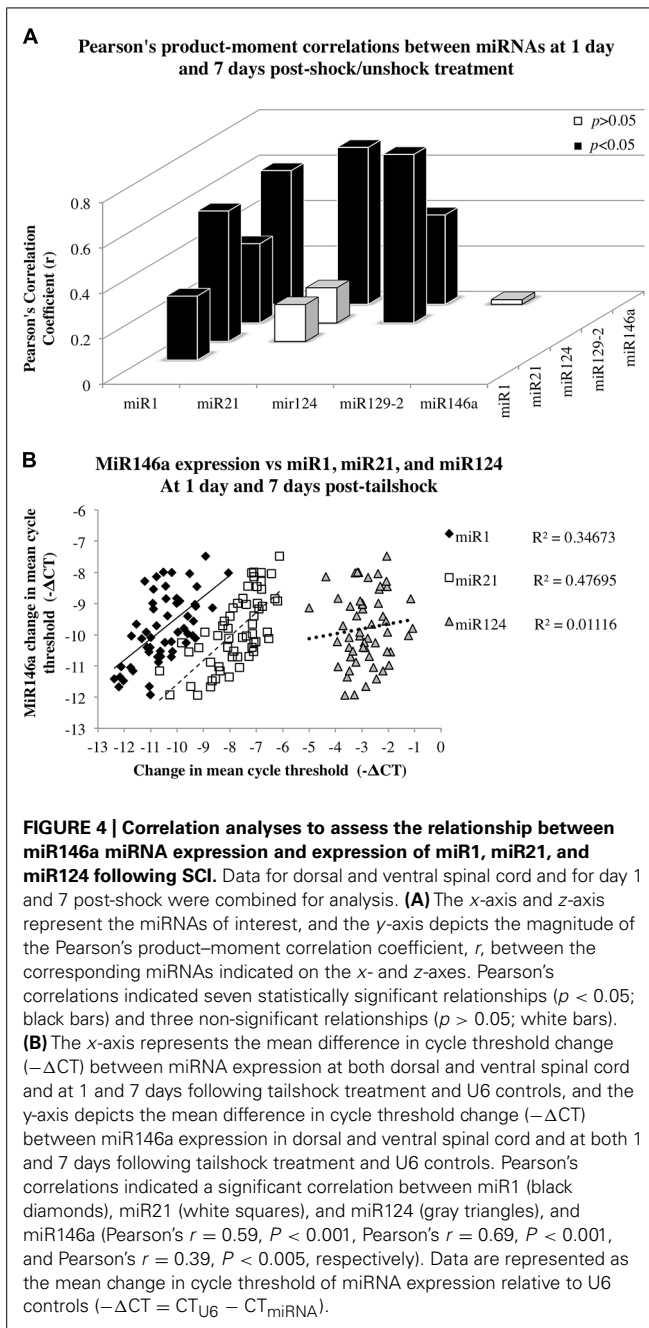 A
Pearson's product-moment correlations between miRNAs at 1 day
and 7 days post-shock/unshock treatment
p>0.05
p<0.05
Pearson's Correlation
Coefficient (r)
0.8
0.6
0.4
0.2
0
miR1
miR21
mir124
miR129-2
miR146a
miR1
miR21
miR124
miR129-2
miR146a
B
MiR146a expression vs miR1, miR21, and miR124
At 1 day and 7 days post-tailshock
MiR146a change in mean cycle
threshold (-ΔCT)
-6
-7
-8
-9
-10
-11
-12
-13
-13 -12 -11 -10 -9 -8 -7 -6 -5 -4 -3 -2 -1 0
Change in mean cycle threshold (-ΔCT)
miR1 R² = 0.34673
miR21 R² = 0.47695
miR124 R² = 0.01116
FIGURE 4 | Correlation analyses to assess the relationship between
miR146a miRNA expression and expression of miR1, miR21, and
miR124 following SCI. Data for dorsal and ventral spinal cord and for day 1
and 7 post-shock were combined for analysis. (A) The x-axis and z-axis
represent the miRNAs of interest, and the y-axis depicts the magnitude of
the Pearson's product–moment correlation coefficient, r, between the
corresponding miRNAs indicated on the x- and z-axes. Pearson's
correlations indicated seven statistically significant relationships (p < 0.05;
black bars) and three non-significant relationships (p > 0.05; white bars).
(B) The x-axis represents the mean difference in cycle threshold change
(−ΔCT) between miRNA expression at both dorsal and ventral spinal cord
and at 1 and 7 days following tailshock treatment and U6 controls, and the
y-axis depicts the mean difference in cycle threshold change (−ΔCT)
between miR146a expression in dorsal and ventral spinal cord and at both 1
and 7 days following tailshock treatment and U6 controls. Pearson's
correlations indicated a significant correlation between miR1 (black
diamonds), miR21 (white squares), and miR124 (gray triangles), and
miR146a (Pearson's r = 0.59, P < 0.001, Pearson's r = 0.69, P < 0.001,
and Pearson's r = 0.39, P < 0.005, respectively). Data are represented as
the mean change in cycle threshold of miRNA expression relative to U6
controls (−ΔCT = CT_U6 − CT_miRNA).